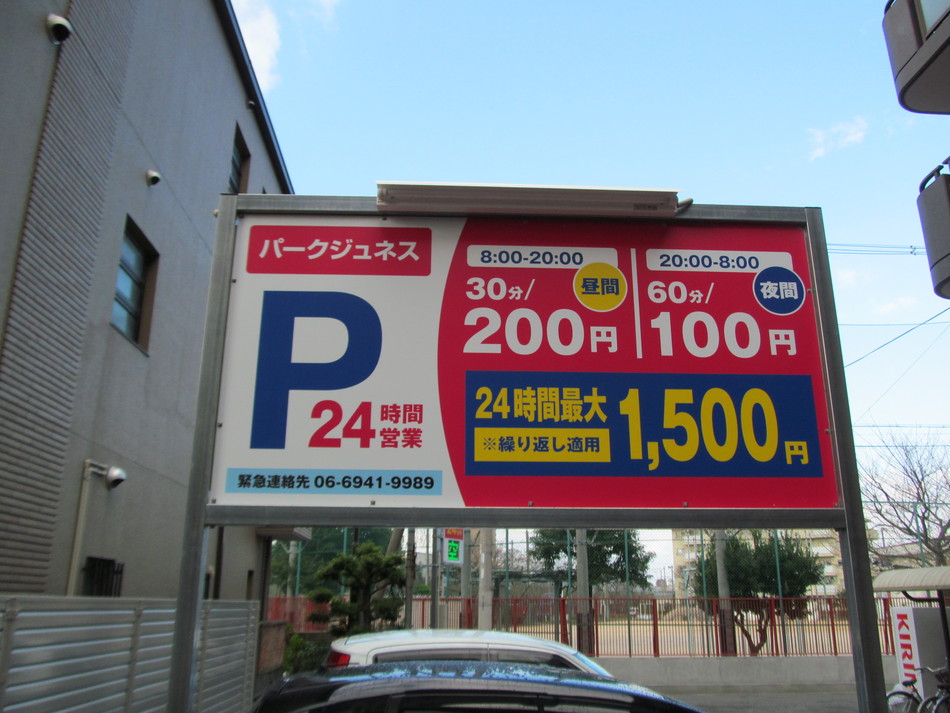 パークジュネス
P
24時間
営業
緊急連絡先 06-6941-9989
8:00-20:00
30分/
昼間
200円
20:00-8:00
60分/
夜間
100円
24時間最大
※繰り返し適用
1,500円
空
KIRIN